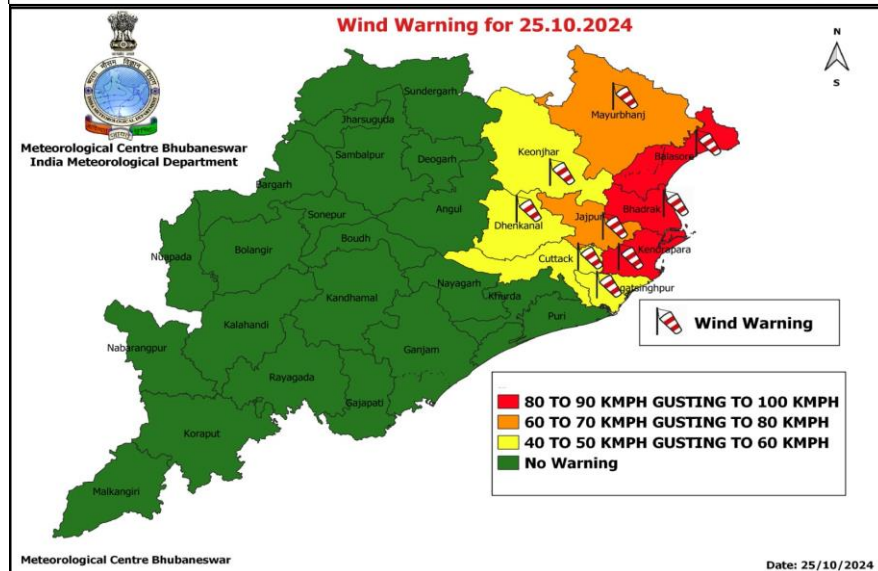 Wind Warning for 25.10.2024
N
S
Meteorological Centre Bhubaneswar
India Meteorological Department
Sundergarh
Jharsuguda
Sambalpur
Deogarh
Bargarh
Sonepur
Angul
Nuapada
Bolangir
Boudh
Keonjhar
Mayurbhanj
Balasore
Bhadrak
Jajpur
Dhenkanal
Kendrapara
Cuttack
gatsinghpur
Nayagarh
Khurda
Puri
Kandhamal
Kalahandi
Ganjam
Nabarangpur
Rayagada
Gajapati
Koraput
Malkangiri
Wind Warning
80 TO 90 KMPH GUSTING TO 100 KMPH
60 TO 70 KMPH GUSTING TO 80 KMPH
40 TO 50 KMPH GUSTING TO 60 KMPH
No Warning
Meteorological Centre Bhubaneswar
Date: 25/10/2024